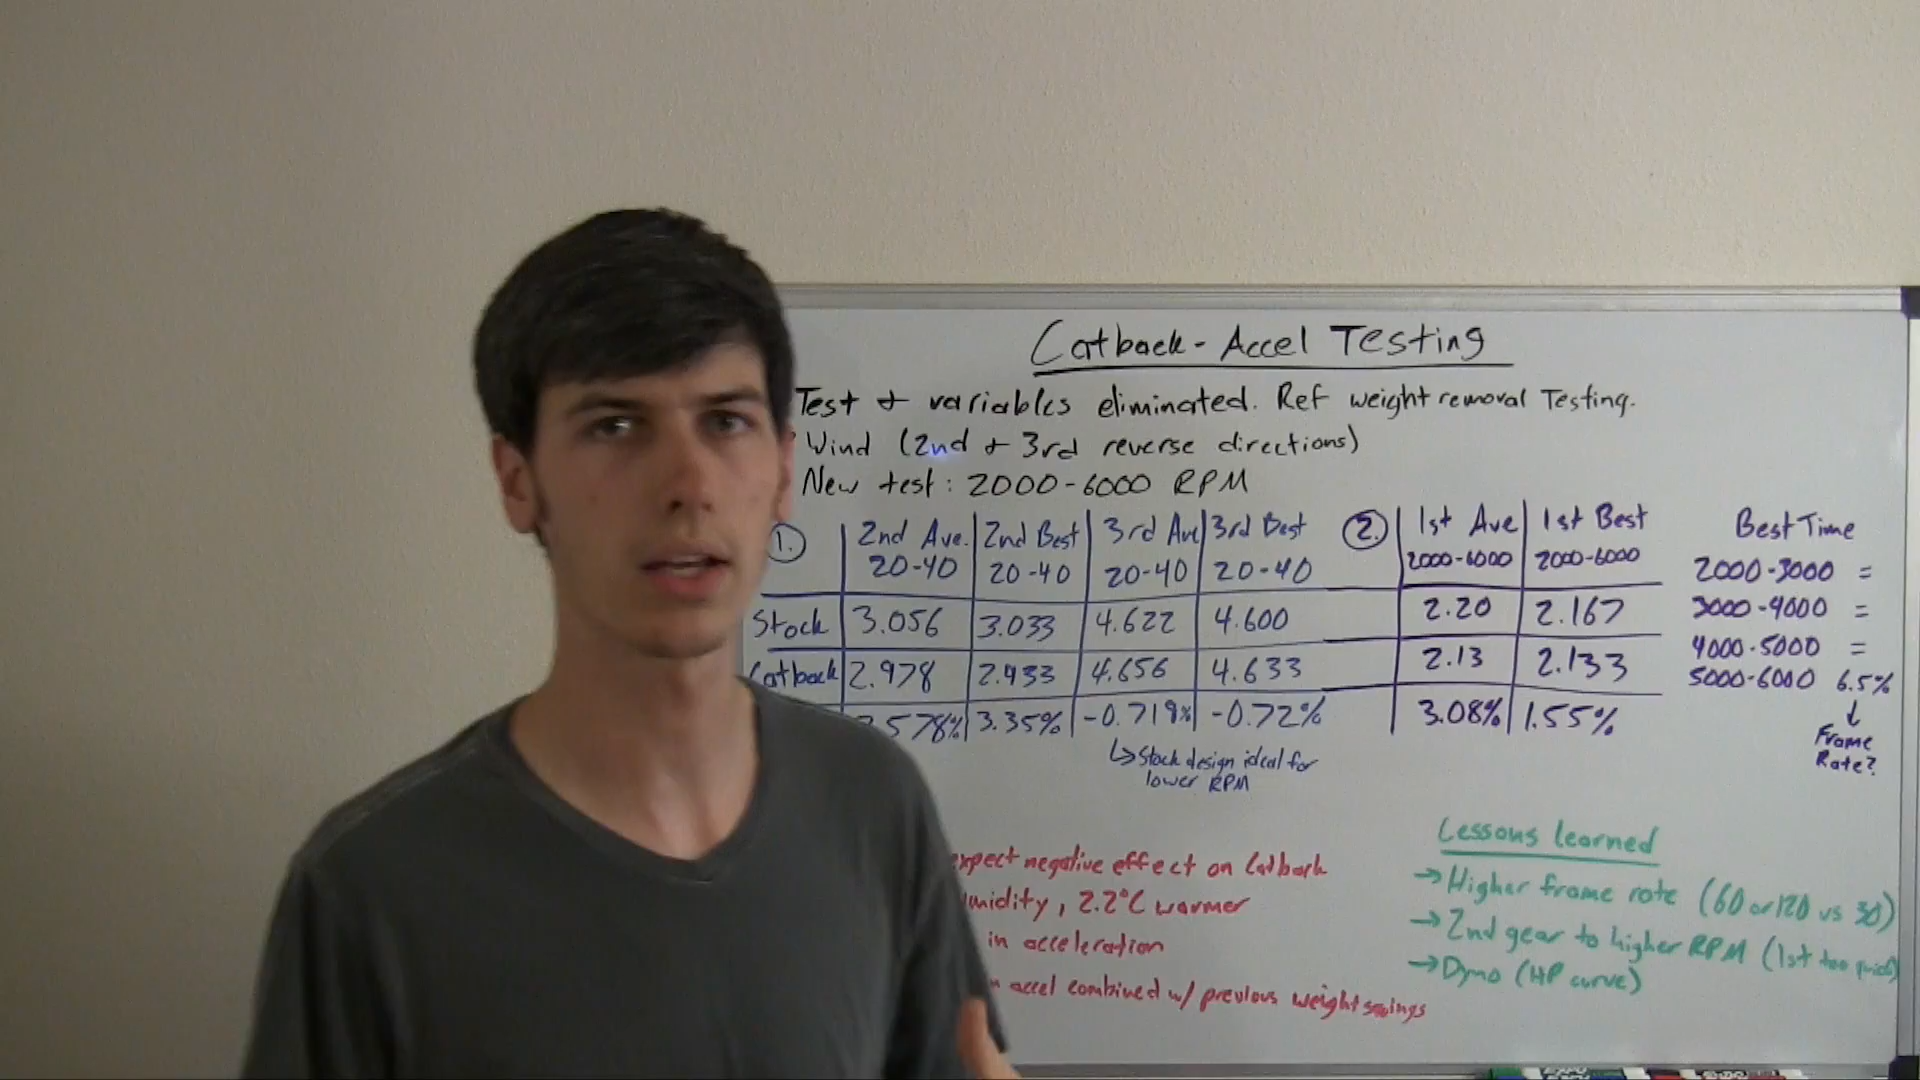 Catback - Accel Testing
Test + variables eliminated. Ref weight removal Testing.
Wind (2nd + 3rd reverse directions)
New test: 2000-6000 RPM
1. 2nd Ave. 2nd Best 3rd Ave 3rd Best 2. 1st Ave 1st Best Best Time
20-40 20-40 20-40 20-40 2000-6000 2000-6000 2000-3000 =
Stock 3.056 3.033 4.622 4.600 2.20 2.167 3000-4000 =
4000-5000 =
Catback 2.978 2.933 4.656 4.633 2.13 2.133 5000-6000 6.5%
578% 3.35% -0.719% -0.72% 3.08% 1.55%
↓
Frame
Rate?
↳ Stock design ideal for
lower RPM
expect negative effect on Catback
midity, 2.2°C warmer
in acceleration
accel combined w/ previous weight savings
Lessons learned
→ Higher frame rate (60 or 120 vs 30)
→ 2nd gear to higher RPM (1st too quick)
→ Dyno (HP curve)